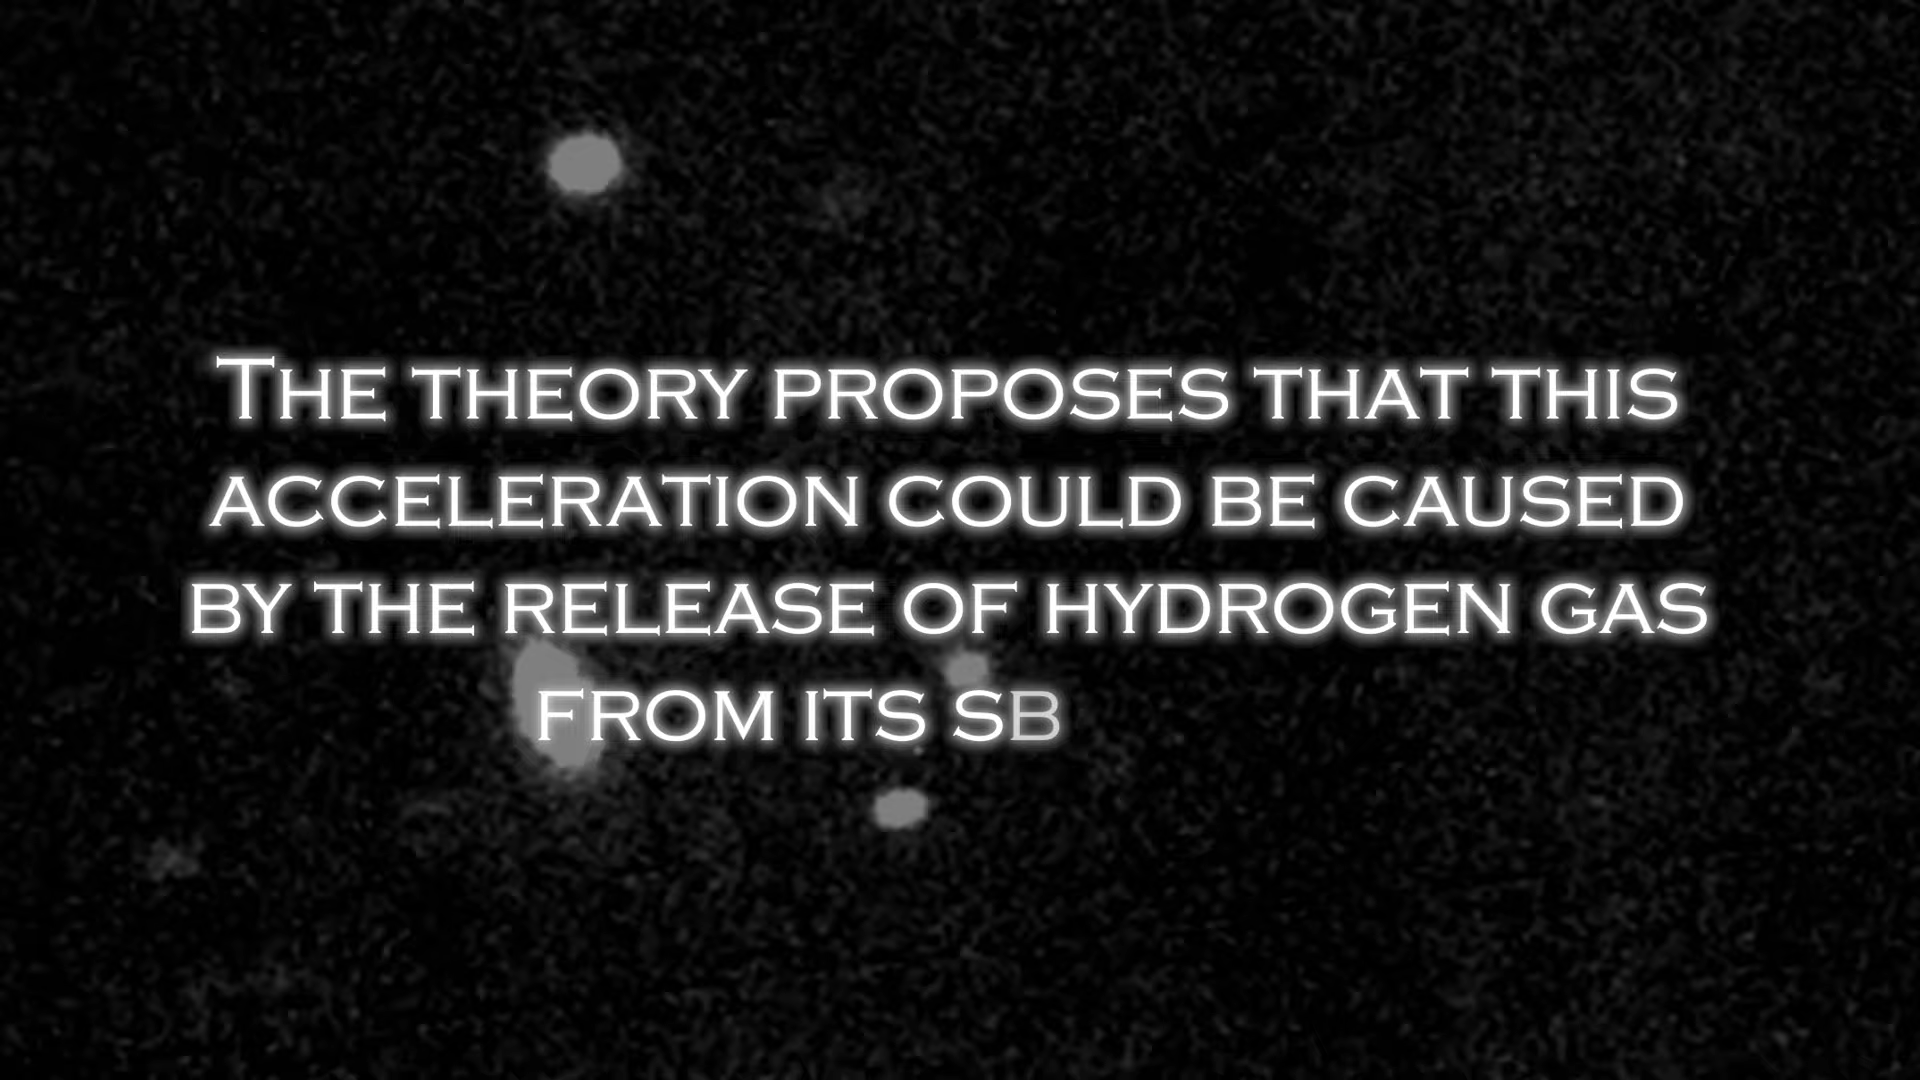 The theory proposes that this
acceleration could be caused
by the release of hydrogen gas
from its sb